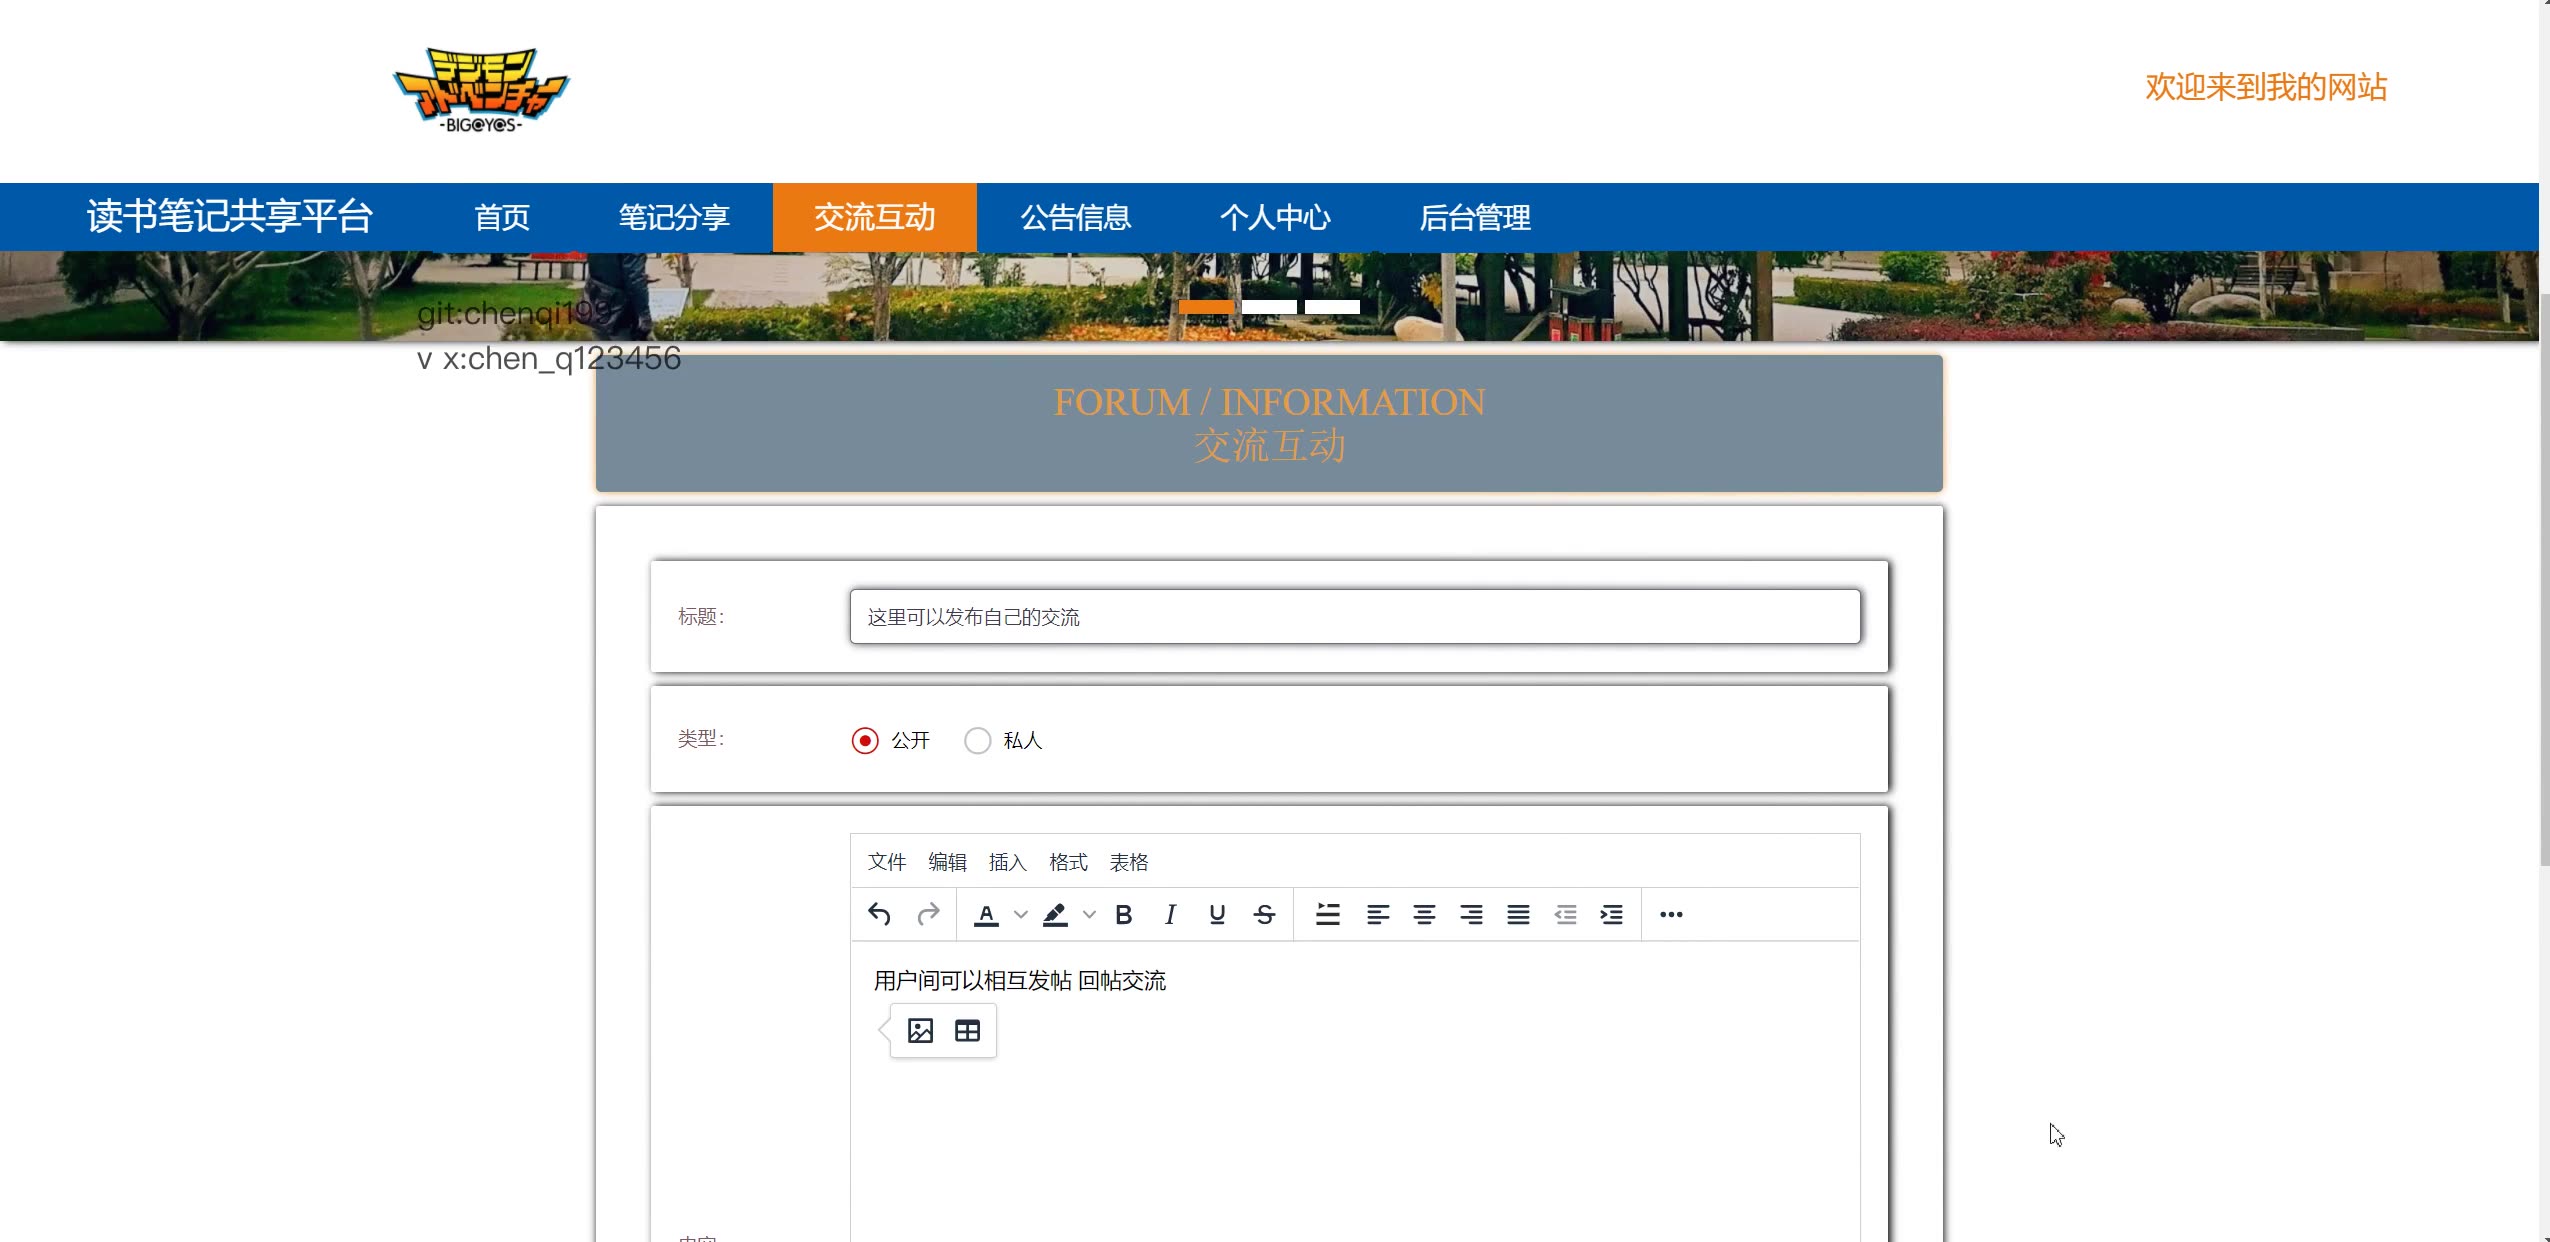 デジモン
アドベンチャー
-BIG@Y@S-
欢迎来到我的网站
读书笔记共享平台 首页 笔记分享 交流互动 公告信息 个人中心 后台管理
git:chenqi199
v x:chen_q123456
FORUM / INFORMATION
交流互动
标题：
这里可以发布自己的交流
类型：
公开 私人
文件 编辑 插入 格式 表格
用户间可以相互发帖 回帖交流